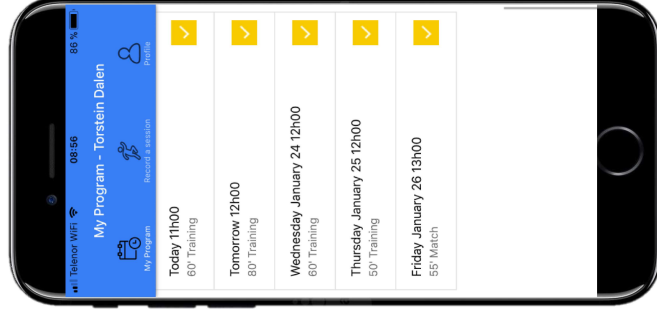 Telenor WiFi 08:56 86 %
My Program - Torstein Dalen
My Program Record a session Profile
Today 11h00
60' Training
Tomorrow 12h00
80' Training
Wednesday January 24 12h00
60' Training
Thursday January 25 12h00
50' Training
Friday January 26 13h00
55' Match